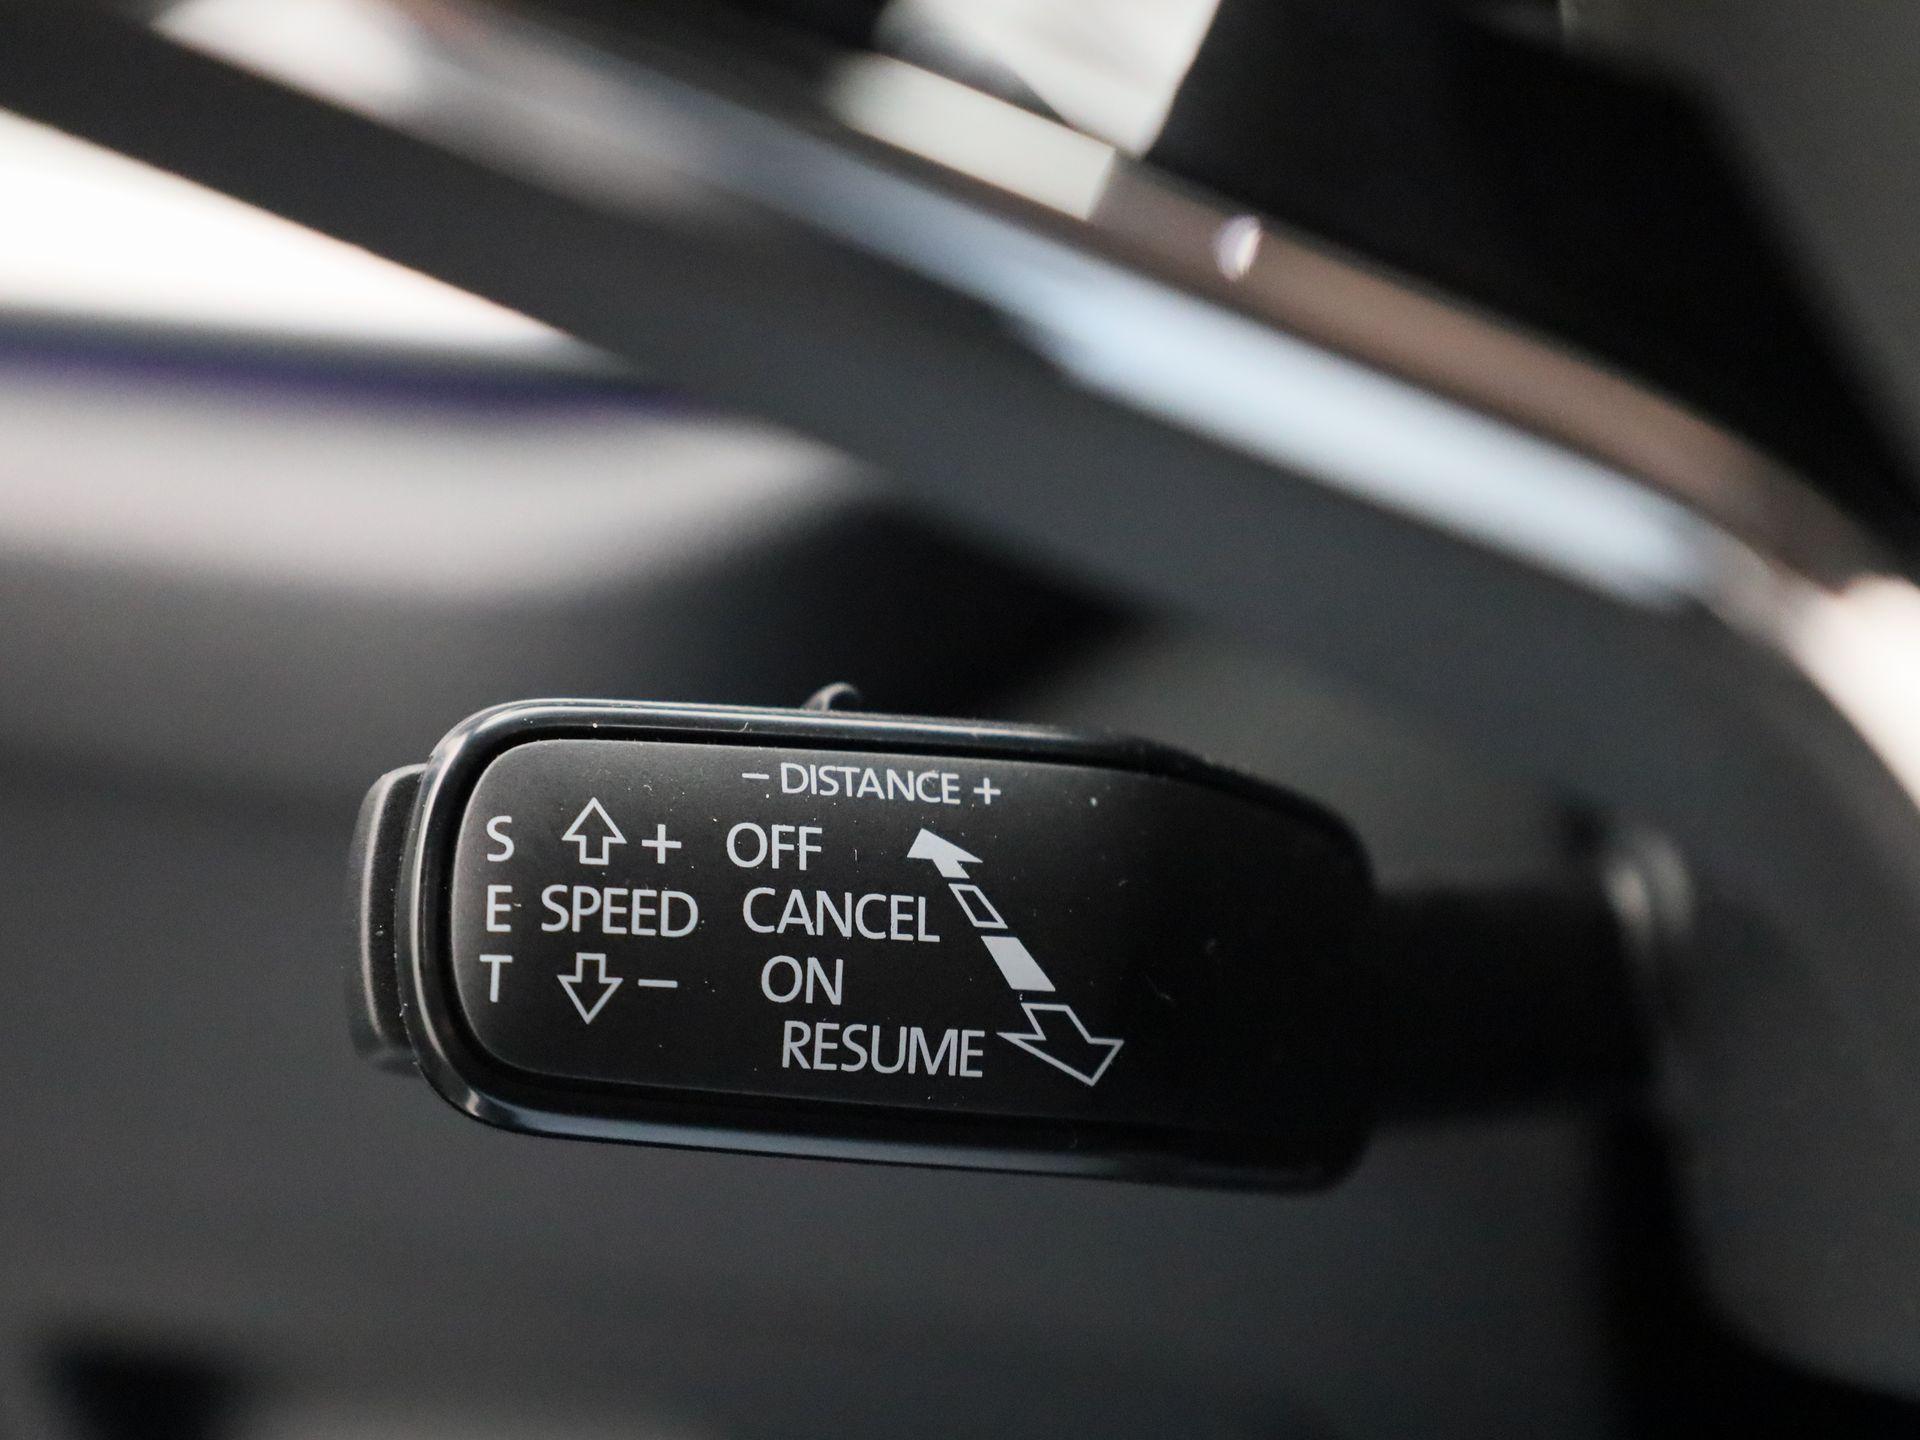 – DISTANCE +
S + OFF
E SPEED CANCEL
T – ON
RESUME